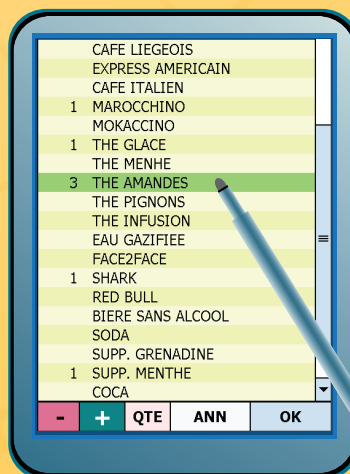 CAFE LIEGEOIS
EXPRESS AMERICAIN
CAFE ITALIEN
1 MAROCCHINO
MOKACCINO
1 THE GLACE
THE MENHE
3 THE AMANDES
THE PIGNONS
THE INFUSION
EAU GAZIFIEE
FACE2FACE
1 SHARK
RED BULL
BIERE SANS ALCOOL
SODA
SUPP. GRENADINE
1 SUPP. MENTHE
COCA
- + QTE ANN OK